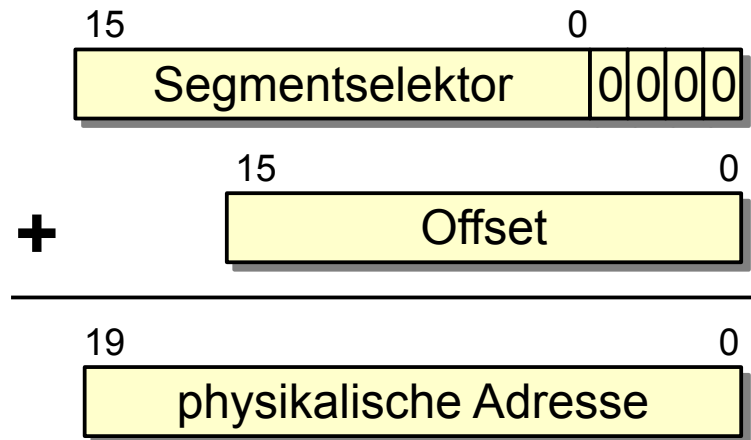 15 0
Segmentselektor 0 0 0 0
15 0
+ Offset
19 0
physikalische Adresse